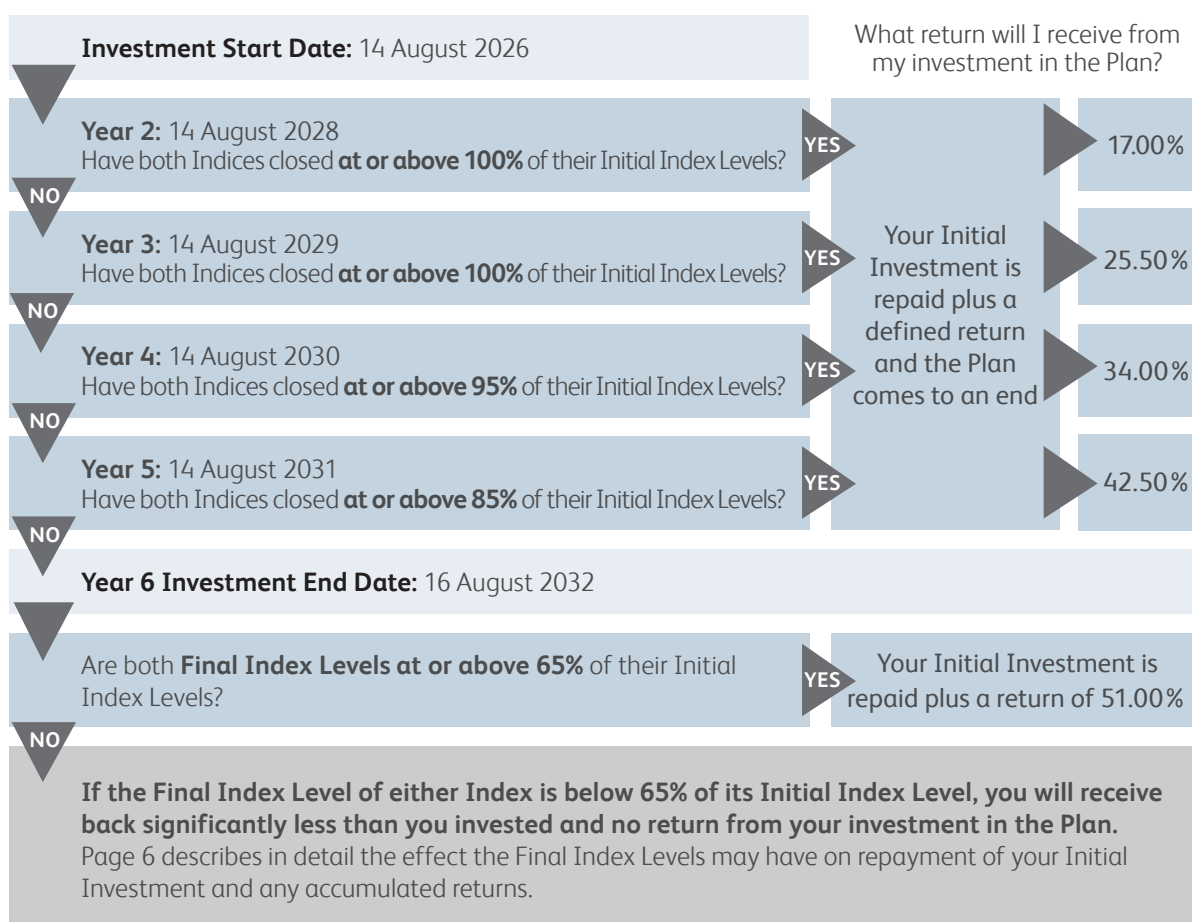 Investment Start Date: 14 August 2026
What return will I receive from
my investment in the Plan?
Year 2: 14 August 2028
Have both Indices closed at or above 100% of their Initial Index Levels?
YES
17.00%
NO
Year 3: 14 August 2029
Have both Indices closed at or above 100% of their Initial Index Levels?
YES
25.50%
NO
Year 4: 14 August 2030
Have both Indices closed at or above 95% of their Initial Index Levels?
YES
34.00%
NO
Year 5: 14 August 2031
Have both Indices closed at or above 85% of their Initial Index Levels?
YES
42.50%
NO
Your Initial
Investment is
repaid plus a
defined return
and the Plan
comes to an end
Year 6 Investment End Date: 16 August 2032
Are both Final Index Levels at or above 65% of their Initial
Index Levels?
YES
Your Initial Investment is
repaid plus a return of 51.00%
NO
If the Final Index Level of either Index is below 65% of its Initial Index Level, you will receive
back significantly less than you invested and no return from your investment in the Plan.
Page 6 describes in detail the effect the Final Index Levels may have on repayment of your Initial
Investment and any accumulated returns.